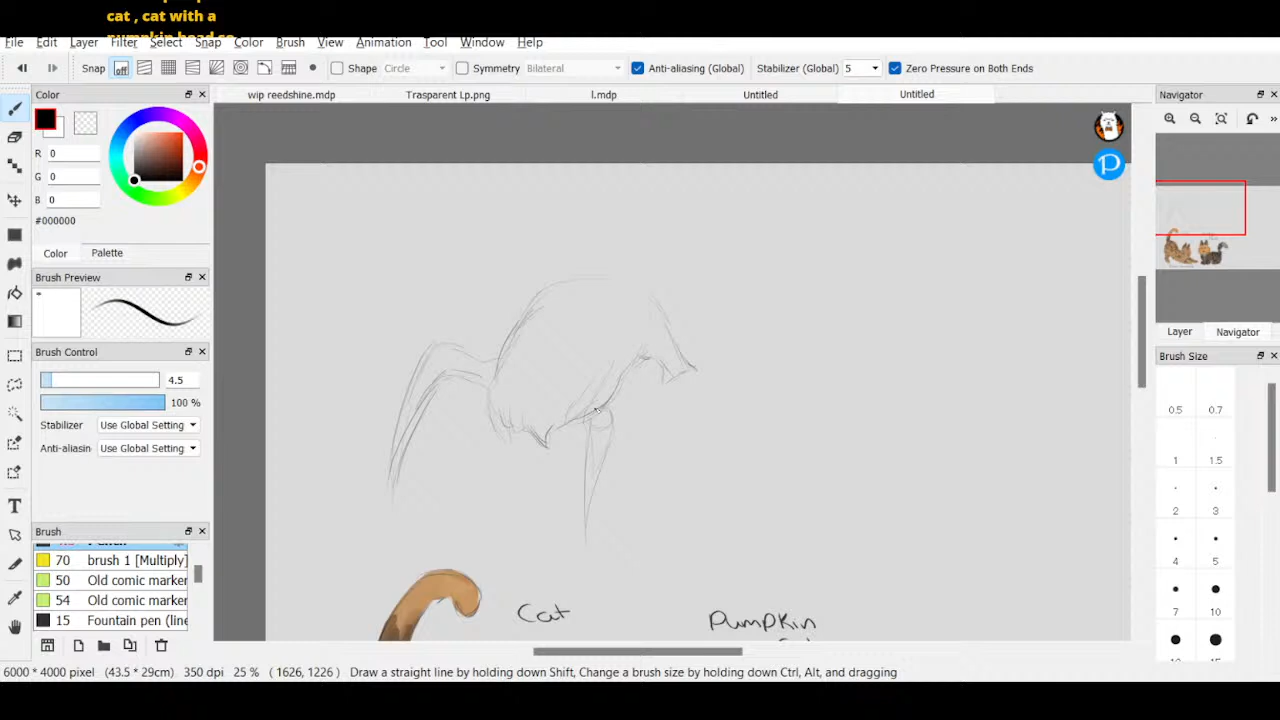 cat , cat with a
File Edit Layer Filter Select Snap Color Brush View Animation Tool Window Help
Snap off Shape Circle Symmetry Bilateral Anti-aliasing (Global) Stabilizer (Global) 5 Zero Pressure on Both Ends
Color
wip reedshine.mdp Trasparent Lp.png l.mdp Untitled Untitled
Navigator
R 0
G 0
B 0
#000000
Color Palette
Brush Preview
Layer Navigator
Brush Control
Brush Size
4.5
100 %
Stabilizer Use Global Setting
Anti-aliasin Use Global Setting
0.5 0.7
1 1.5
2 3
4 5
7 10
Brush
70 brush 1 [Multiply]
50 Old comic marker
54 Old comic marker
15 Fountain pen (line
Cat
Pumpkin
6000 * 4000 pixel (43.5 * 29cm) 350 dpi 25 % ( 1626, 1226 ) Draw a straight line by holding down Shift, Change a brush size by holding down Ctrl, Alt, and dragging